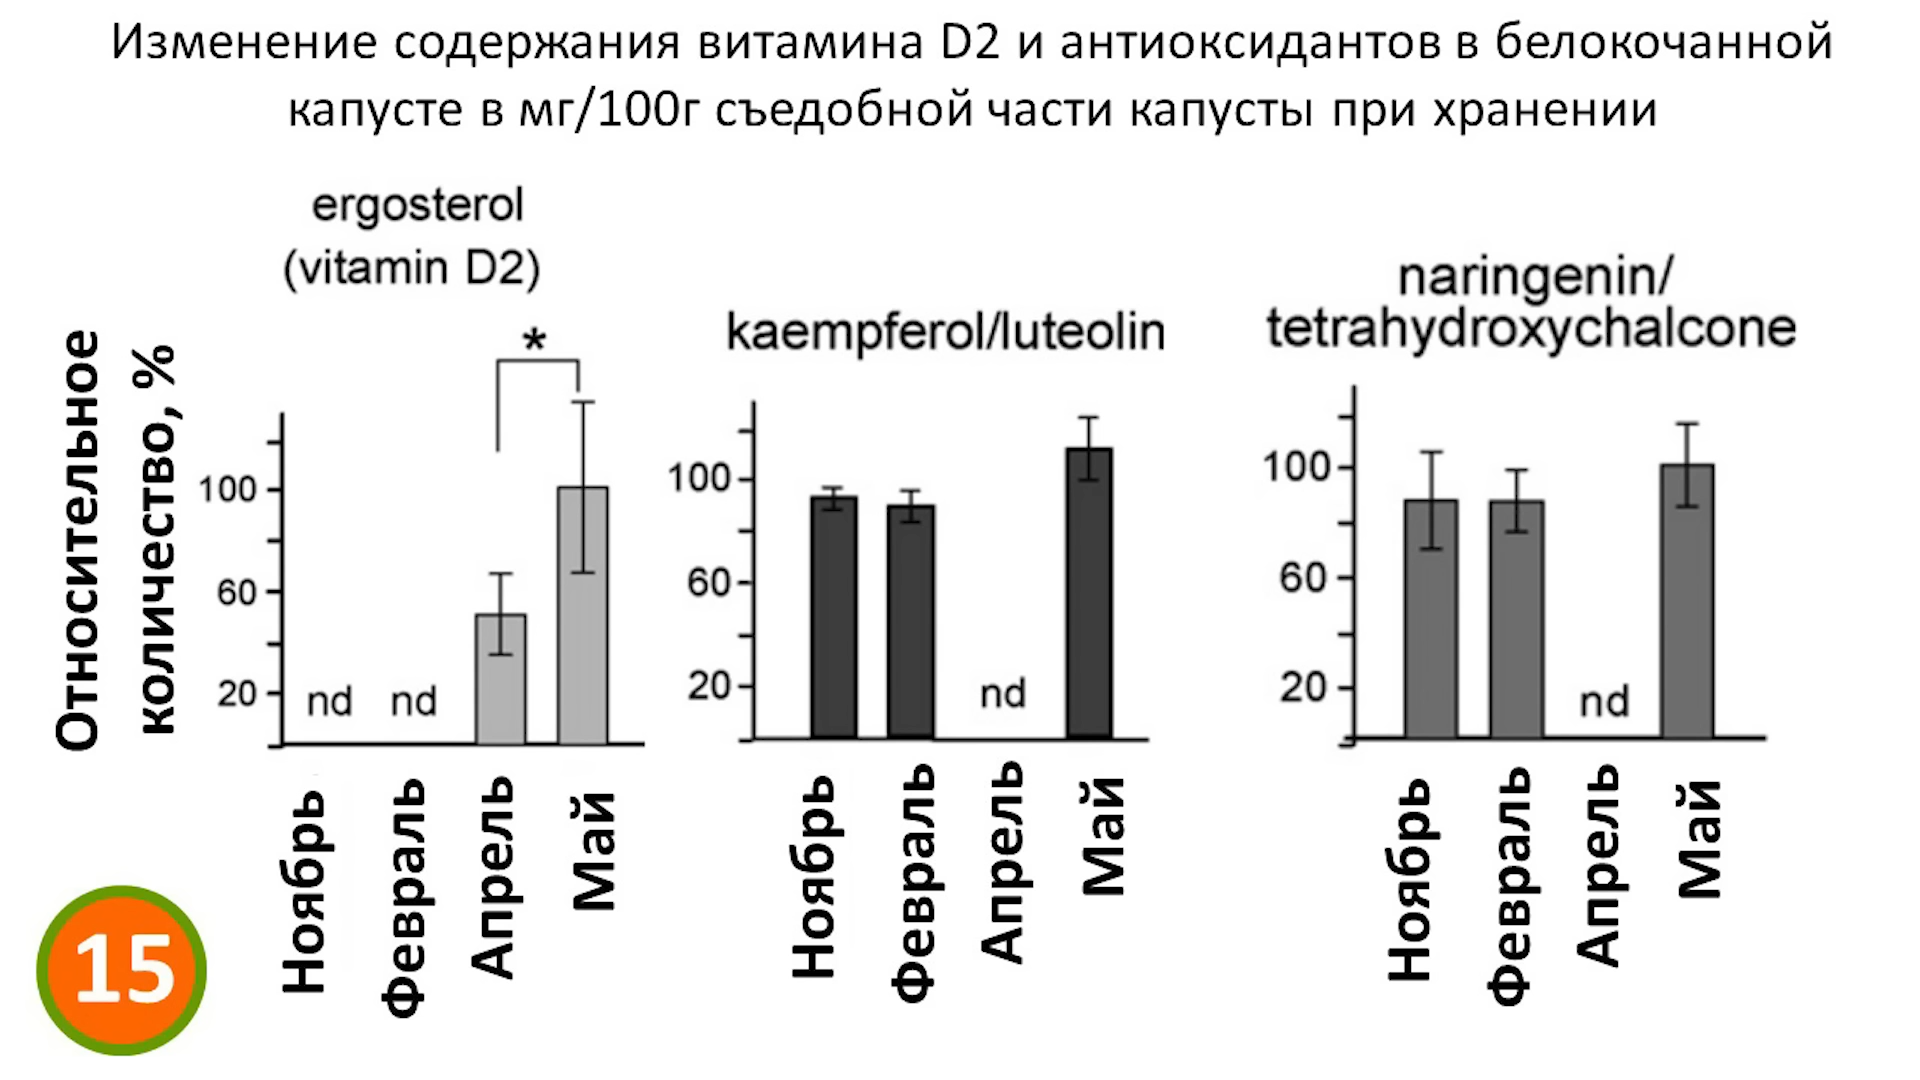 Изменение содержания витамина D2 и антиоксидантов в белокочанной
капусте в мг/100г съедобной части капусты при хранении
Относительное
количество, %
ergosterol
(vitamin D2)
*
100
60
20
nd
nd
Ноябрь
Февраль
Апрель
Май
kaempferol/luteolin
100
60
20
nd
Ноябрь
Февраль
Апрель
Май
naringenin/
tetrahydroxychalcone
100
60
20
nd
Ноябрь
Февраль
Апрель
Май
15